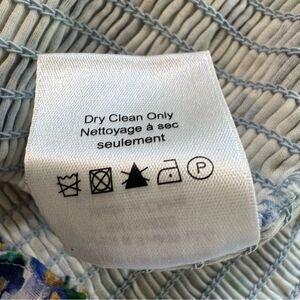 Dry Clean Only
Nettoyage à sec
seulement
P